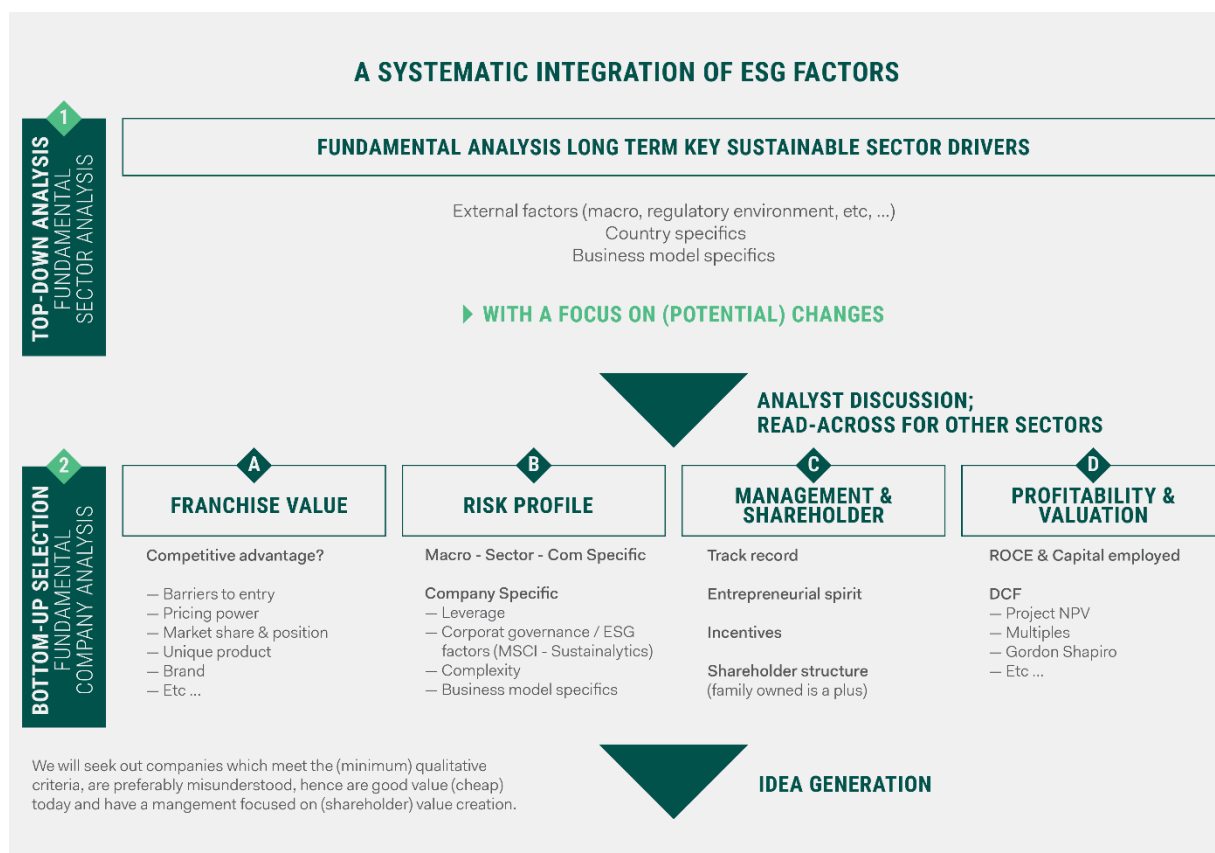 A SYSTEMATIC INTEGRATION OF ESG FACTORS
1
TOP-DOWN ANALYSIS
FUNDAMENTAL
SECTOR ANALYSIS
FUNDAMENTAL ANALYSIS LONG TERM KEY SUSTAINABLE SECTOR DRIVERS
External factors (macro, regulatory environment, etc, ...)
Country specifics
Business model specifics
WITH A FOCUS ON (POTENTIAL) CHANGES
ANALYST DISCUSSION;
READ-ACROSS FOR OTHER SECTORS
2
BOTTOM-UP SELECTION
FUNDAMENTAL
COMPANY ANALYSIS
A
FRANCHISE VALUE
Competitive advantage?
— Barriers to entry
— Pricing power
— Market share & position
— Unique product
— Brand
— Etc ...
B
RISK PROFILE
Macro - Sector - Com Specific
Company Specific
— Leverage
— Corporat governance / ESG
factors (MSCI - Sustainalytics)
— Complexity
— Business model specifics
C
MANAGEMENT &
SHAREHOLDER
Track record
Entrepreneurial spirit
Incentives
Shareholder structure
(family owned is a plus)
D
PROFITABILITY &
VALUATION
ROCE & Capital employed
DCF
— Project NPV
— Multiples
— Gordon Shapiro
— Etc ...
We will seek out companies which meet the (minimum) qualitative
criteria, are preferably misunderstood, hence are good value (cheap)
today and have a mangement focused on (shareholder) value creation.
IDEA GENERATION